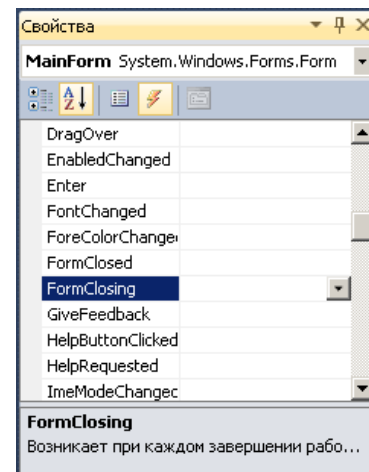 Свойства
MainForm System.Windows.Forms.Form
DragOver
EnabledChanged
Enter
FontChanged
ForeColorChange
FormClosed
FormClosing
GiveFeedback
HelpButtonClicked
HelpRequested
ImeModeChangec
FormClosing
Возникает при каждом завершении рабо...